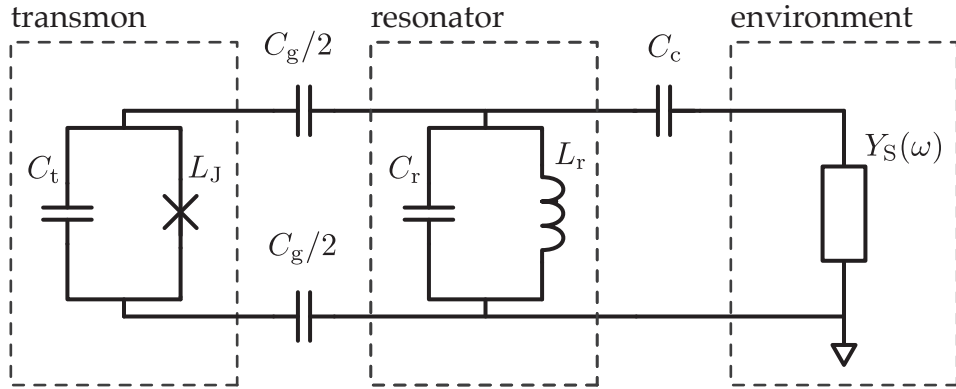 transmon
resonator
environment
C_g/2
C_c
C_t
L_J
C_r
L_r
Y_S(ω)
C_g/2